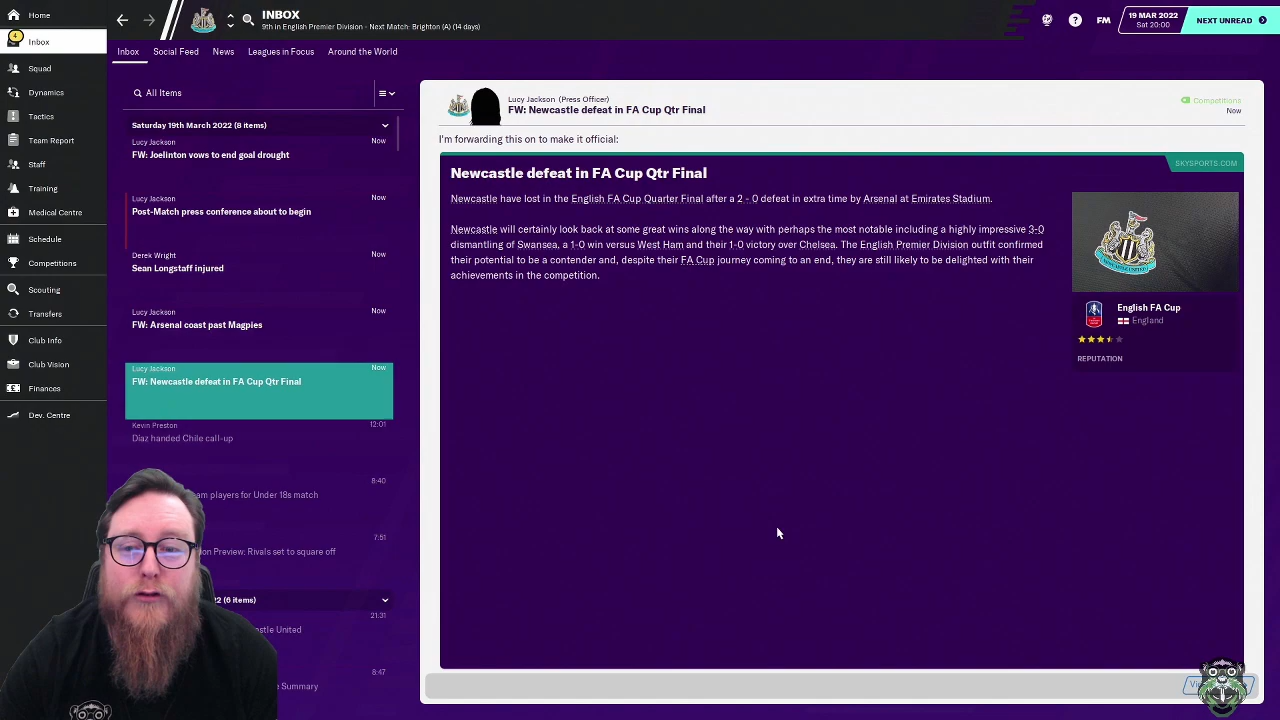 Home
Inbox
4
Squad
Dynamics
Tactics
Team Report
Staff
Training
Medical Centre
Schedule
Competitions
Scouting
Transfers
Club Info
Club Vision
Finances
Dev. Centre
INBOX
9th in English Premier Division - Next Match: Brighton (A) (14 days)
FM
19 MAR 2022
Sat 20:00
NEXT UNREAD
Inbox
Social Feed
News
Leagues in Focus
Around the World
All Items
Saturday 19th March 2022 (8 items)
Lucy Jackson
Now
FW: Joelinton vows to end goal drought
Lucy Jackson
Now
Post-Match press conference about to begin
Derek Wright
Now
Sean Longstaff injured
Lucy Jackson
Now
FW: Arsenal coast past Magpies
Lucy Jackson
Now
FW: Newcastle defeat in FA Cup Qtr Final
Kevin Preston
12:01
Díaz handed Chile call-up
8:40
players for Under 18s match
7:51
Preview: Rivals set to square off
(6 items)
21:31
United
8:47
Summary
Lucy Jackson (Press Officer)
FW: Newcastle defeat in FA Cup Qtr Final
Competitions
Now
I'm forwarding this on to make it official:
SKYSPORTS.COM
Newcastle defeat in FA Cup Qtr Final
Newcastle have lost in the English FA Cup Quarter Final after a 2 - 0 defeat in extra time by Arsenal at Emirates Stadium.
Newcastle will certainly look back at some great wins along the way with perhaps the most notable including a highly impressive 3-0
dismantling of Swansea, a 1-0 win versus West Ham and their 1-0 victory over Chelsea. The English Premier Division outfit confirmed
their potential to be a contender and, despite their FA Cup journey coming to an end, they are still likely to be delighted with their
achievements in the competition.
English FA Cup
England
REPUTATION